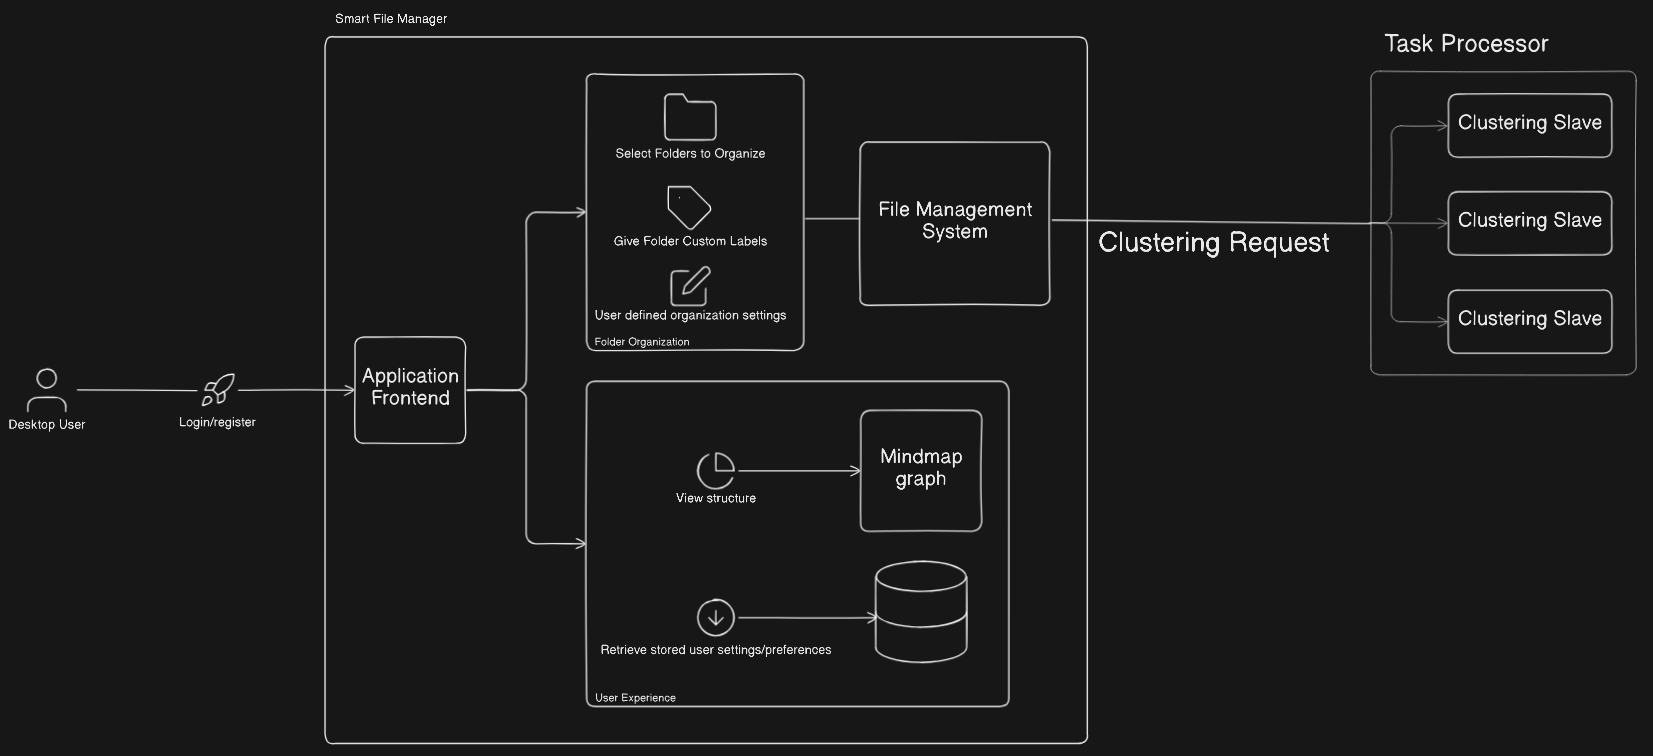 Smart File Manager
Task Processor
Select Folders to Organize
Give Folder Custom Labels
User defined organization settings
Folder Organization
File Management
System
Clustering Request
Clustering Slave
Clustering Slave
Clustering Slave
Desktop User
Login/register
Application
Frontend
View structure
Mindmap
graph
Retrieve stored user settings/preferences
User Experience